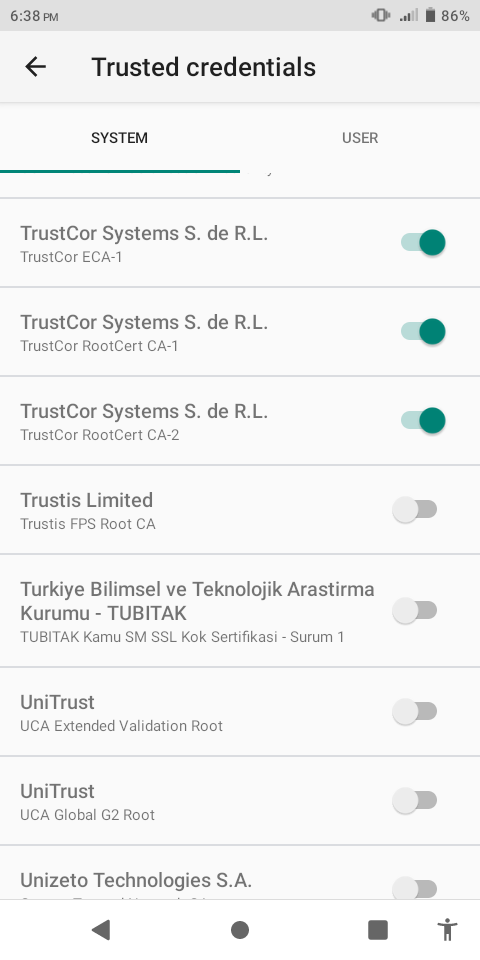 6:38 PM
86%
Trusted credentials
SYSTEM
USER
TrustCor Systems S. de R.L.
TrustCor ECA-1
TrustCor Systems S. de R.L.
TrustCor RootCert CA-1
TrustCor Systems S. de R.L.
TrustCor RootCert CA-2
Trustis Limited
Trustis FPS Root CA
Turkiye Bilimsel ve Teknolojik Arastirma
Kurumu - TUBITAK
TUBITAK Kamu SM SSL Kok Sertifikasi - Surum 1
UniTrust
UCA Extended Validation Root
UniTrust
UCA Global G2 Root
Unizeto Technologies S.A.